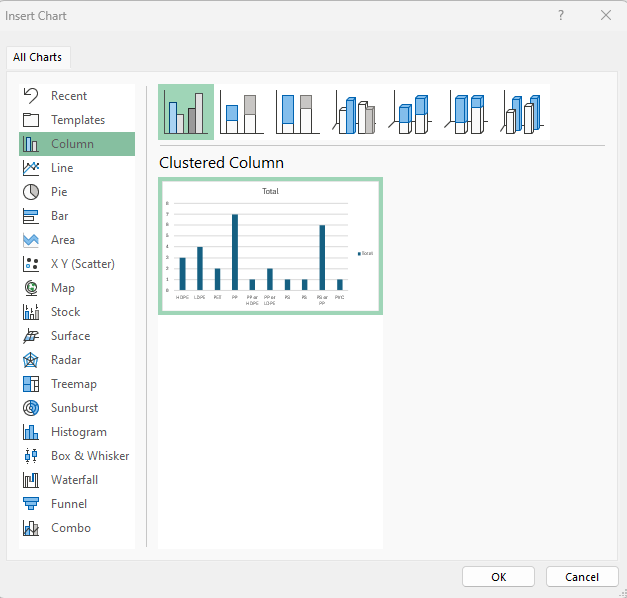 Insert Chart
?
All Charts
Recent
Templates
Column
Line
Pie
Bar
Area
X Y (Scatter)
Map
Stock
Surface
Radar
Treemap
Sunburst
Histogram
Box & Whisker
Waterfall
Funnel
Combo
Clustered Column
Total
8
7
6
5
4
3
2
1
0
HDPE LDPE PET PP PP or HDPE PP or LDPE PS PS or PP PVC
Total
OK
Cancel